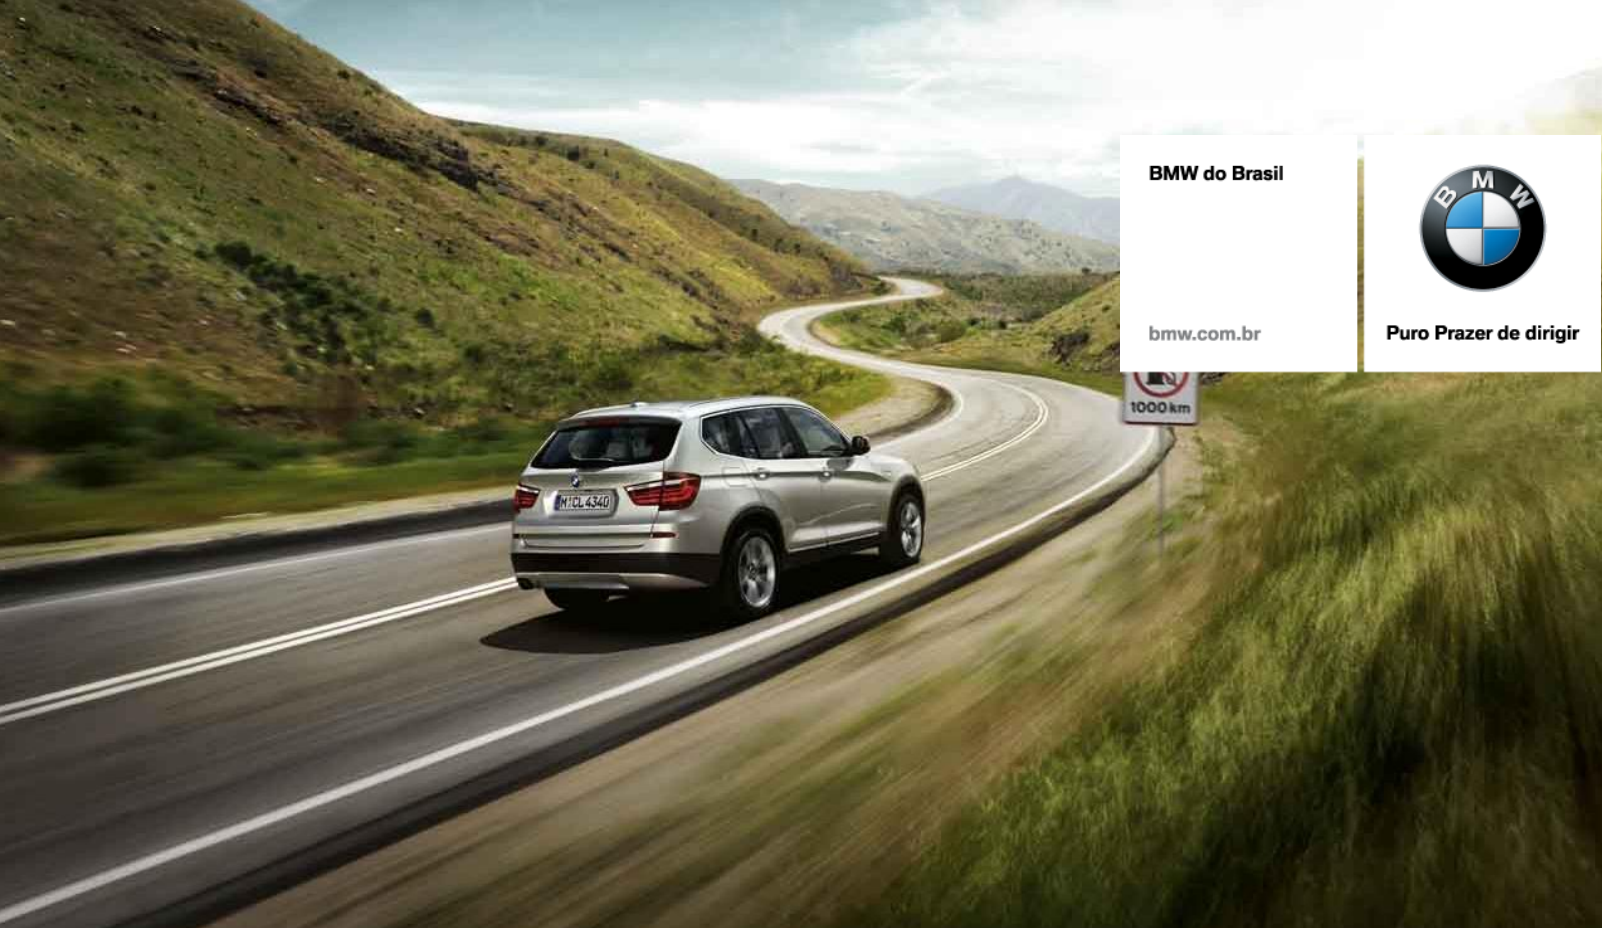 BMW do Brasil
BMW
bmw.com.br
Puro Prazer de dirigir
1000 km
M CL 4340